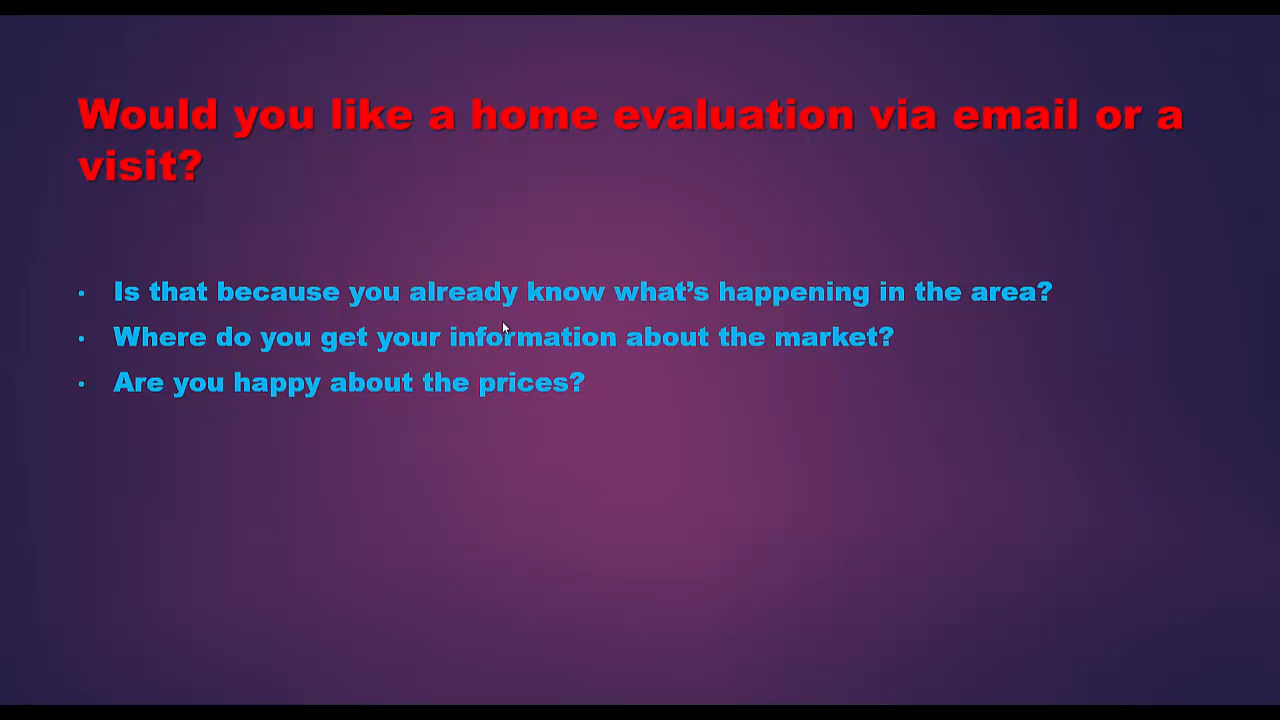 Would you like a home evaluation via email or a
visit?
• Is that because you already know what’s happening in the area?
• Where do you get your information about the market?
• Are you happy about the prices?